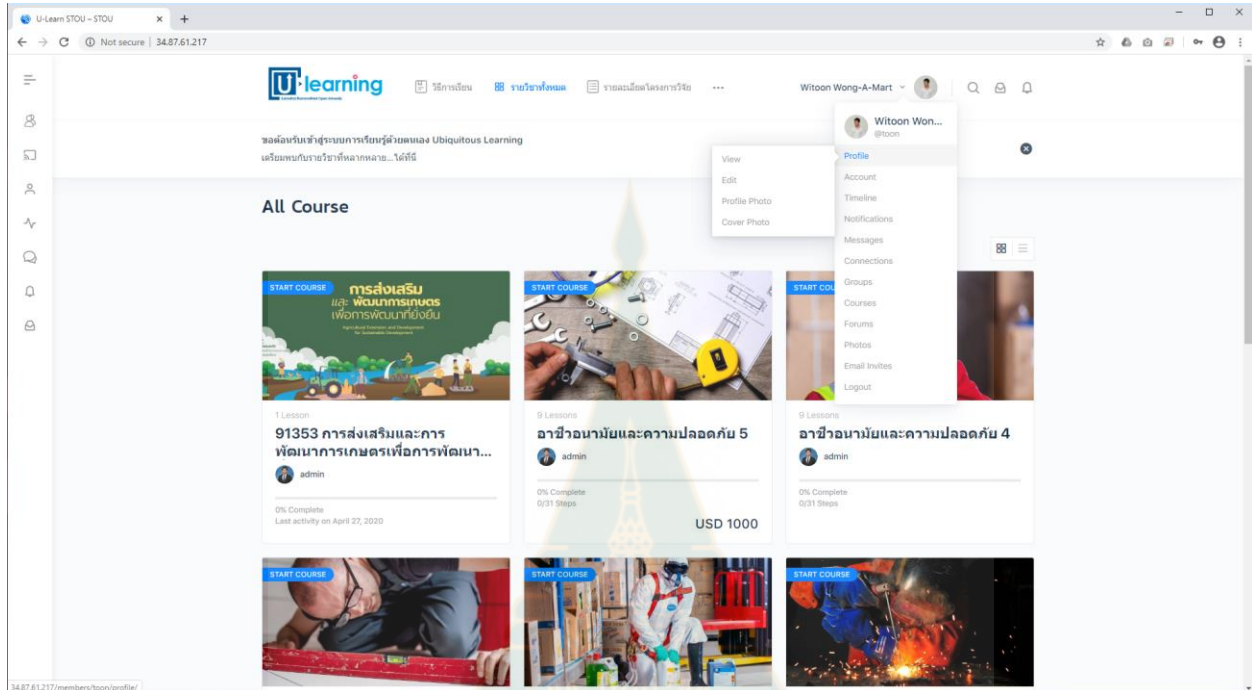 U-Learn STOU – STOU
Not secure | 34.87.61.217
U learning
วิธีการเรียน
รายวิชาทั้งหมด
รายละเอียดโครงการวิจัย
Witoon Wong-A-Mart
ขอต้อนรับเข้าสู่ระบบการเรียนรู้ด้วยตนเอง Ubiquitous Learning
เตรียมพบกับรายวิชาที่หลากหลาย...ได้ที่นี่
Witoon Won...
@toon
Profile
Account
Timeline
Notifications
Messages
Connections
Groups
Courses
Forums
Photos
Email Invites
Logout
View
Edit
Profile Photo
Cover Photo
All Course
START COURSE
การส่งเสริม
และ พัฒนาการเกษตร
เพื่อการพัฒนาที่ยั่งยืน
Agricultural Extension and Development
for Sustainable Development
1 Lesson
91353 การส่งเสริมและการ
พัฒนาการเกษตรเพื่อการพัฒนา...
admin
0% Complete
Last activity on April 27, 2020
START COURSE
9 Lessons
อาชีวอนามัยและความปลอดภัย 5
admin
0% Complete
0/31 Steps
USD 1000
START COU
9 Lessons
อาชีวอนามัยและความปลอดภัย 4
admin
0% Complete
0/31 Steps
START COURSE
START COURSE
START COURSE
34.87.61.217/members/toon/profile/